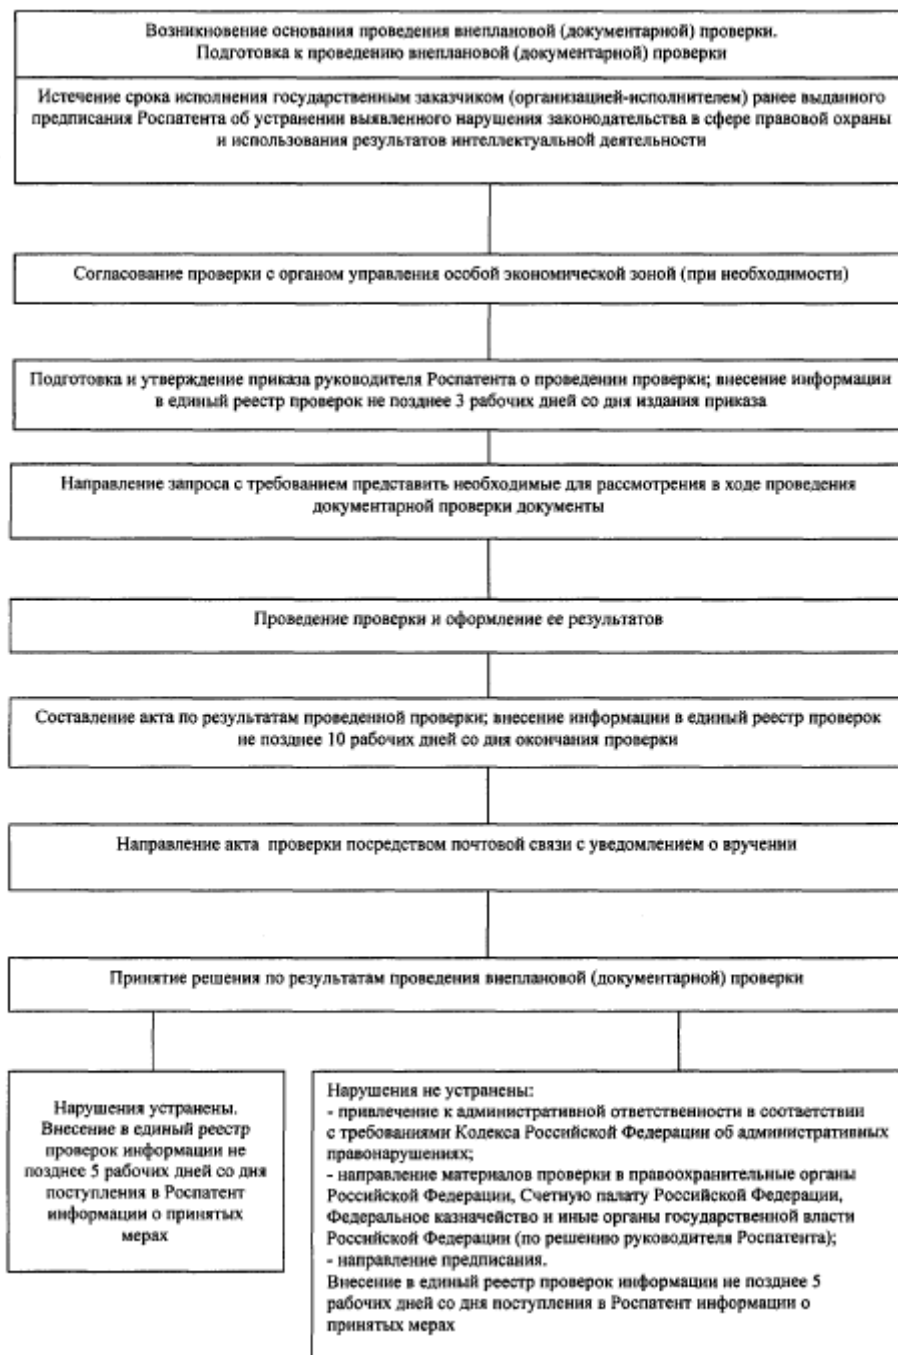 Возникновение основания проведения внеплановой (документарной) проверки.
Подготовка к проведению внеплановой (документарной) проверки
Истечение срока исполнения государственным заказчиком (организацией-исполнителем) ранее выданного
предписания Роспатента об устранении выявленного нарушения законодательства в сфере правовой охраны
и использования результатов интеллектуальной деятельности
Согласование проверки с органом управления особой экономической зоной (при необходимости)
Подготовка и утверждение приказа руководителя Роспатента о проведении проверки; внесение информации
в единый реестр проверок не позднее 3 рабочих дней со дня издания приказа
Направление запроса с требованием представить необходимые для рассмотрения в ходе проведения
документарной проверки документы
Проведение проверки и оформление ее результатов
Составление акта по результатам проведенной проверки; внесение информации в единый реестр проверок
не позднее 10 рабочих дней со дня окончания проверки
Направление акта проверки посредством почтовой связи с уведомлением о вручении
Принятие решения по результатам проведения внеплановой (документарной) проверки
Нарушения устранены.
Внесение в единый реестр
проверок информации не
позднее 5 рабочих дней со дня
поступления в Роспатент
информации о принятых
мерах
Нарушения не устранены:
- привлечение к административной ответственности в соответствии
с требованиями Кодекса Российской Федерации об административных
правонарушениях;
- направление материалов проверки в правоохранительные органы
Российской Федерации, Счетную палату Российской Федерации,
Федеральное казначейство и иные органы государственной власти
Российской Федерации (по решению руководителя Роспатента);
- направление предписания.
Внесение в единый реестр проверок информации не позднее 5
рабочих дней со дня поступления в Роспатент информации о
принятых мерах